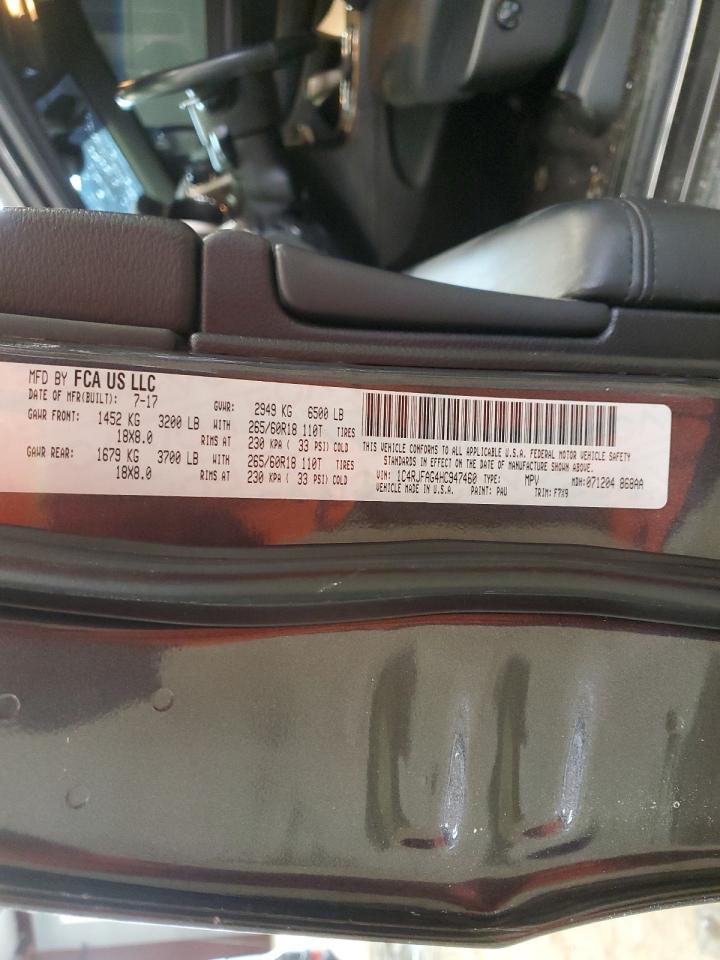 MFD BY FCA US LLC
DATE OF MFR(BUILT): 7-17 GVWR: 2949 KG 6500 LB
GAWR FRONT: 1452 KG 3200 LB WITH 265/60R18 110T TIRES
18X8.0 RIMS AT 230 KPA ( 33 PSI) COLD
GAWR REAR: 1679 KG 3700 LB WITH 265/60R18 110T TIRES
18X8.0 RIMS AT 230 KPA ( 33 PSI) COLD
THIS VEHICLE CONFORMS TO ALL APPLICABLE U.S.A. FEDERAL MOTOR VEHICLE SAFETY
STANDARDS IN EFFECT ON THE DATE OF MANUFACTURE SHOWN ABOVE.
VIN: 1C4RJFAG4HC947460 TYPE: MPV MDH:071204 868AA
VEHICLE MADE IN U.S.A. PAINT: PAU TRIM: F7X9